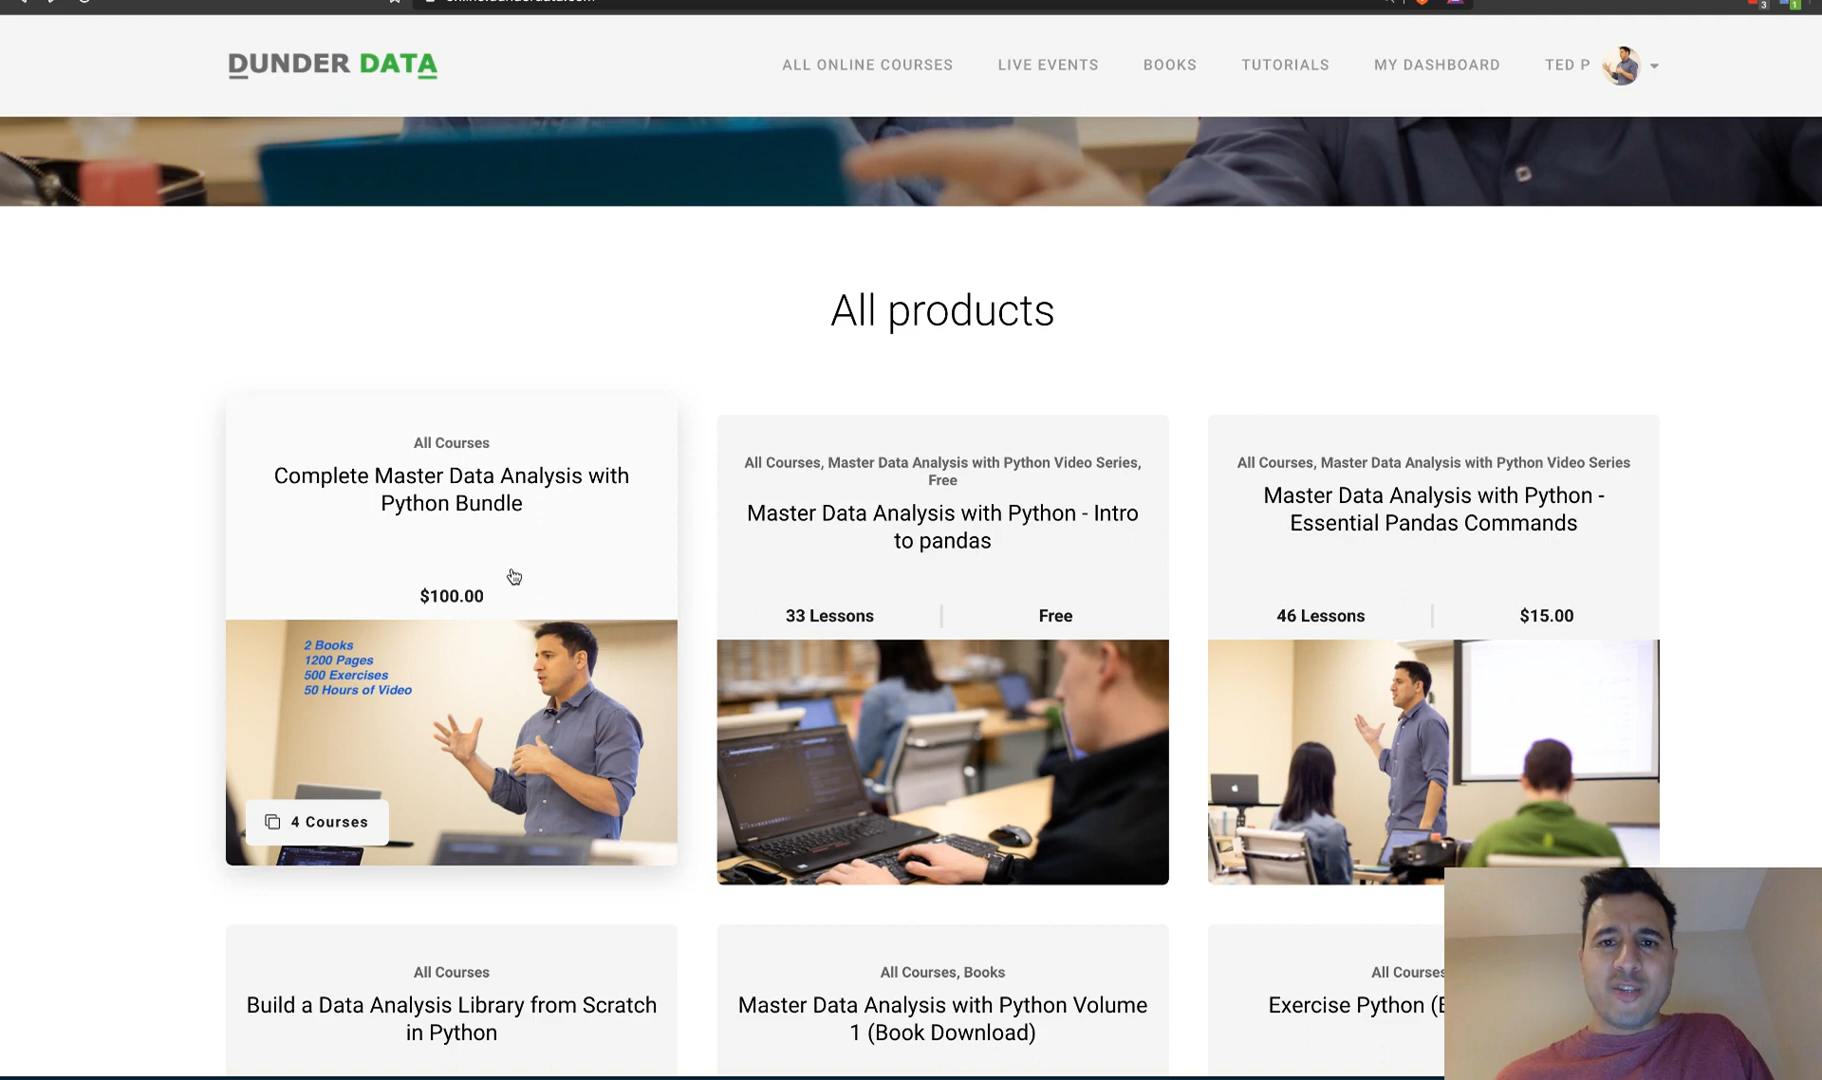 DUNDER DATA
ALL ONLINE COURSES
LIVE EVENTS
BOOKS
TUTORIALS
MY DASHBOARD
TED P
All products
All Courses
Complete Master Data Analysis with
Python Bundle
$100.00
2 Books
1200 Pages
500 Exercises
50 Hours of Video
4 Courses
All Courses, Master Data Analysis with Python Video Series,
Free
Master Data Analysis with Python - Intro
to pandas
33 Lessons
Free
All Courses, Master Data Analysis with Python Video Series
Master Data Analysis with Python -
Essential Pandas Commands
46 Lessons
$15.00
All Courses
Build a Data Analysis Library from Scratch
in Python
All Courses, Books
Master Data Analysis with Python Volume
1 (Book Download)
All Courses
Exercise Python (